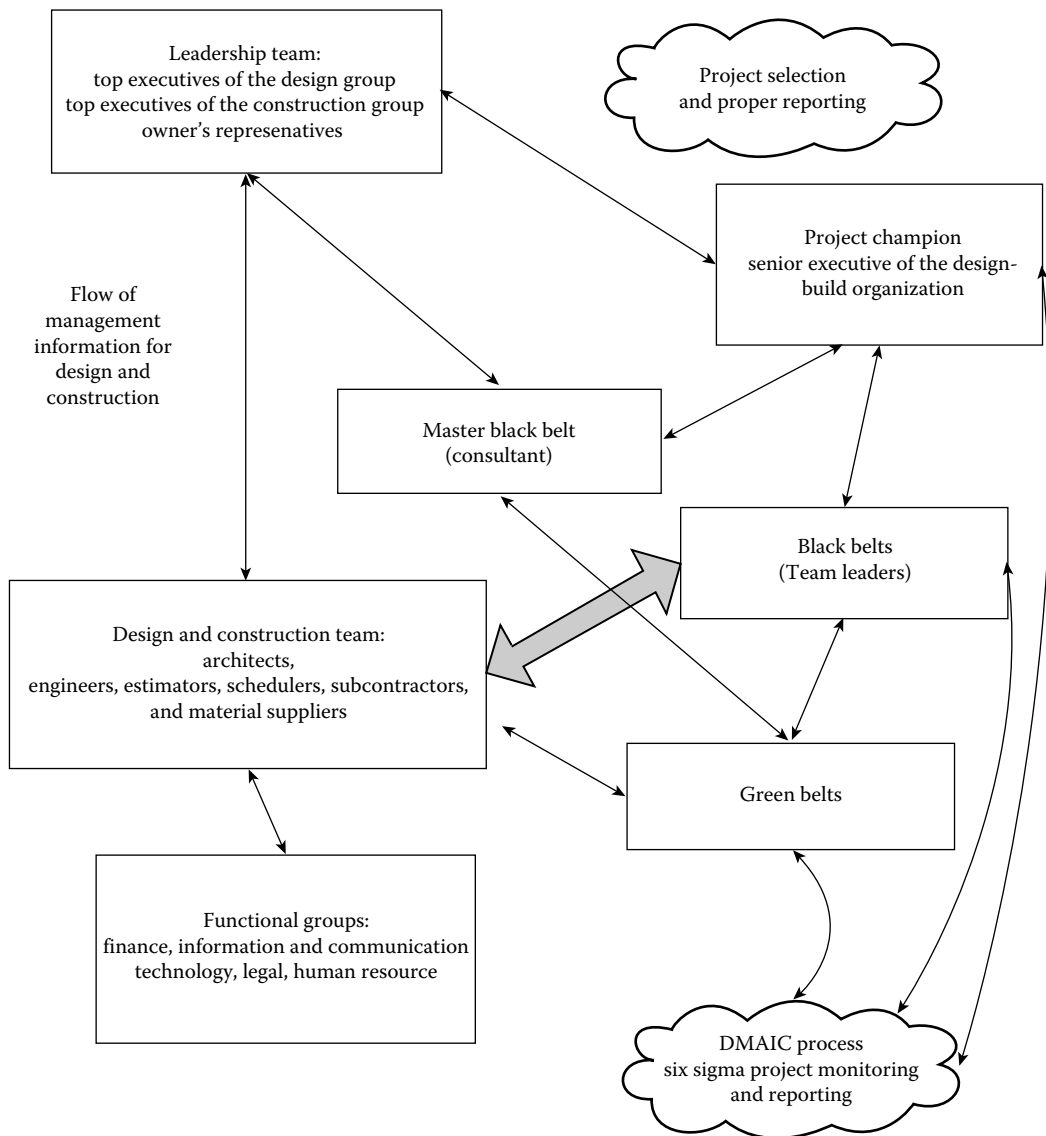 Leadership team:
top executives of the design group
top executives of the construction group
owner's represenatives
Project selection
and proper reporting
Project champion
senior executive of the design-
build organization
Flow of
management
information for
design and
construction
Master black belt
(consultant)
Black belts
(Team leaders)
Design and construction team:
architects,
engineers, estimators, schedulers, subcontractors,
and material suppliers
Green belts
Functional groups:
finance, information and communication
technology, legal, human resource
DMAIC process
six sigma project monitoring
and reporting